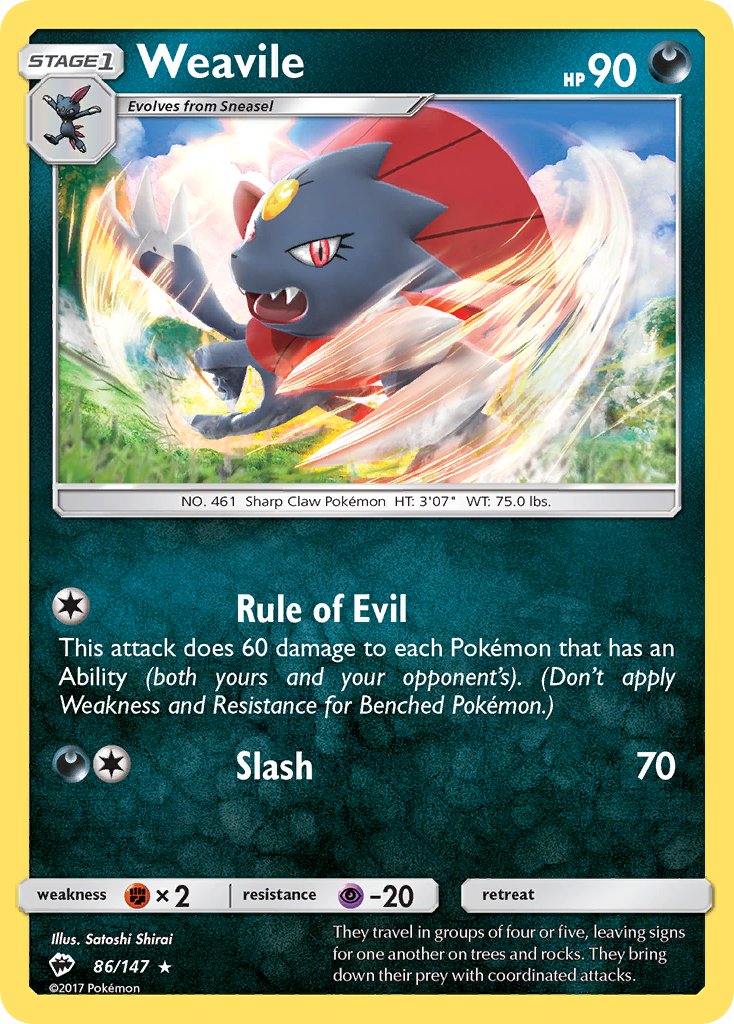 STAGE1
Weavile
HP 90
Evolves from Sneasel
NO. 461 Sharp Claw Pokémon HT: 3'07" WT: 75.0 lbs.
Rule of Evil
This attack does 60 damage to each Pokémon that has an
Ability (both yours and your opponent's). (Don't apply
Weakness and Resistance for Benched Pokémon.)
Slash 70
weakness × 2 resistance -20 retreat
Illus. Satoshi Shirai
86/147
©2017 Pokémon
They travel in groups of four or five, leaving signs
for one another on trees and rocks. They bring
down their prey with coordinated attacks.